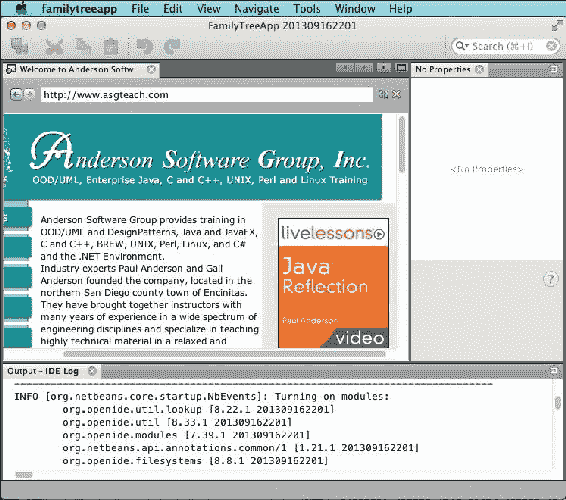 familytreeapp File Edit View Navigate Tools Window Help
FamilyTreeApp 201309162201
Search (⌘+I)
Welcome to Anderson Softw...
No Properties
http://www.asgteach.com
<No Properties>
Anderson Software Group, Inc.
OOD/UML, Enterprise Java, C and C++, UNIX, Perl and Linux Training
Anderson Software Group provides training in
OOD/UML and DesignPatterns, Java and JavaFX,
C and C++, BREW, UNIX, Perl, Linux, and C#
and the .NET Environment.
Industry experts Paul Anderson and Gail
Anderson founded the company, located in the
northern San Diego county town of Encinitas.
They have brought together instructors with
many years of experience in a wide spectrum of
engineering disciplines and specialize in teaching
highly technical material in a relaxed and
livelessons
Java
Reflection
Paul Anderson
video
?
Output - IDE Log
INFO [org.netbeans.core.startup.NbEvents]: Turning on modules:
org.openide.util.lookup [8.22.1 201309162201]
org.openide.util [8.33.1 201309162201]
org.openide.modules [7.39.1 201309162201]
org.netbeans.api.annotations.common/1 [1.21.1 201309162201]
org.openide.filesystems [8.8.1 201309162201]